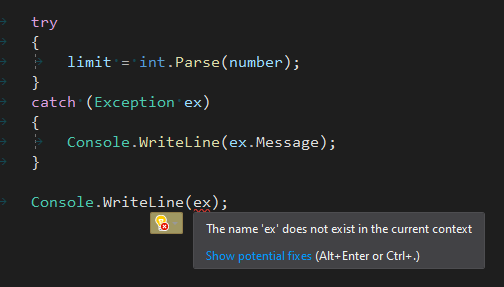 try
{
limit = int.Parse(number);
}
catch (Exception ex)
{
Console.WriteLine(ex.Message);
}
Console.WriteLine(ex);
The name 'ex' does not exist in the current context
Show potential fixes (Alt+Enter or Ctrl+.)